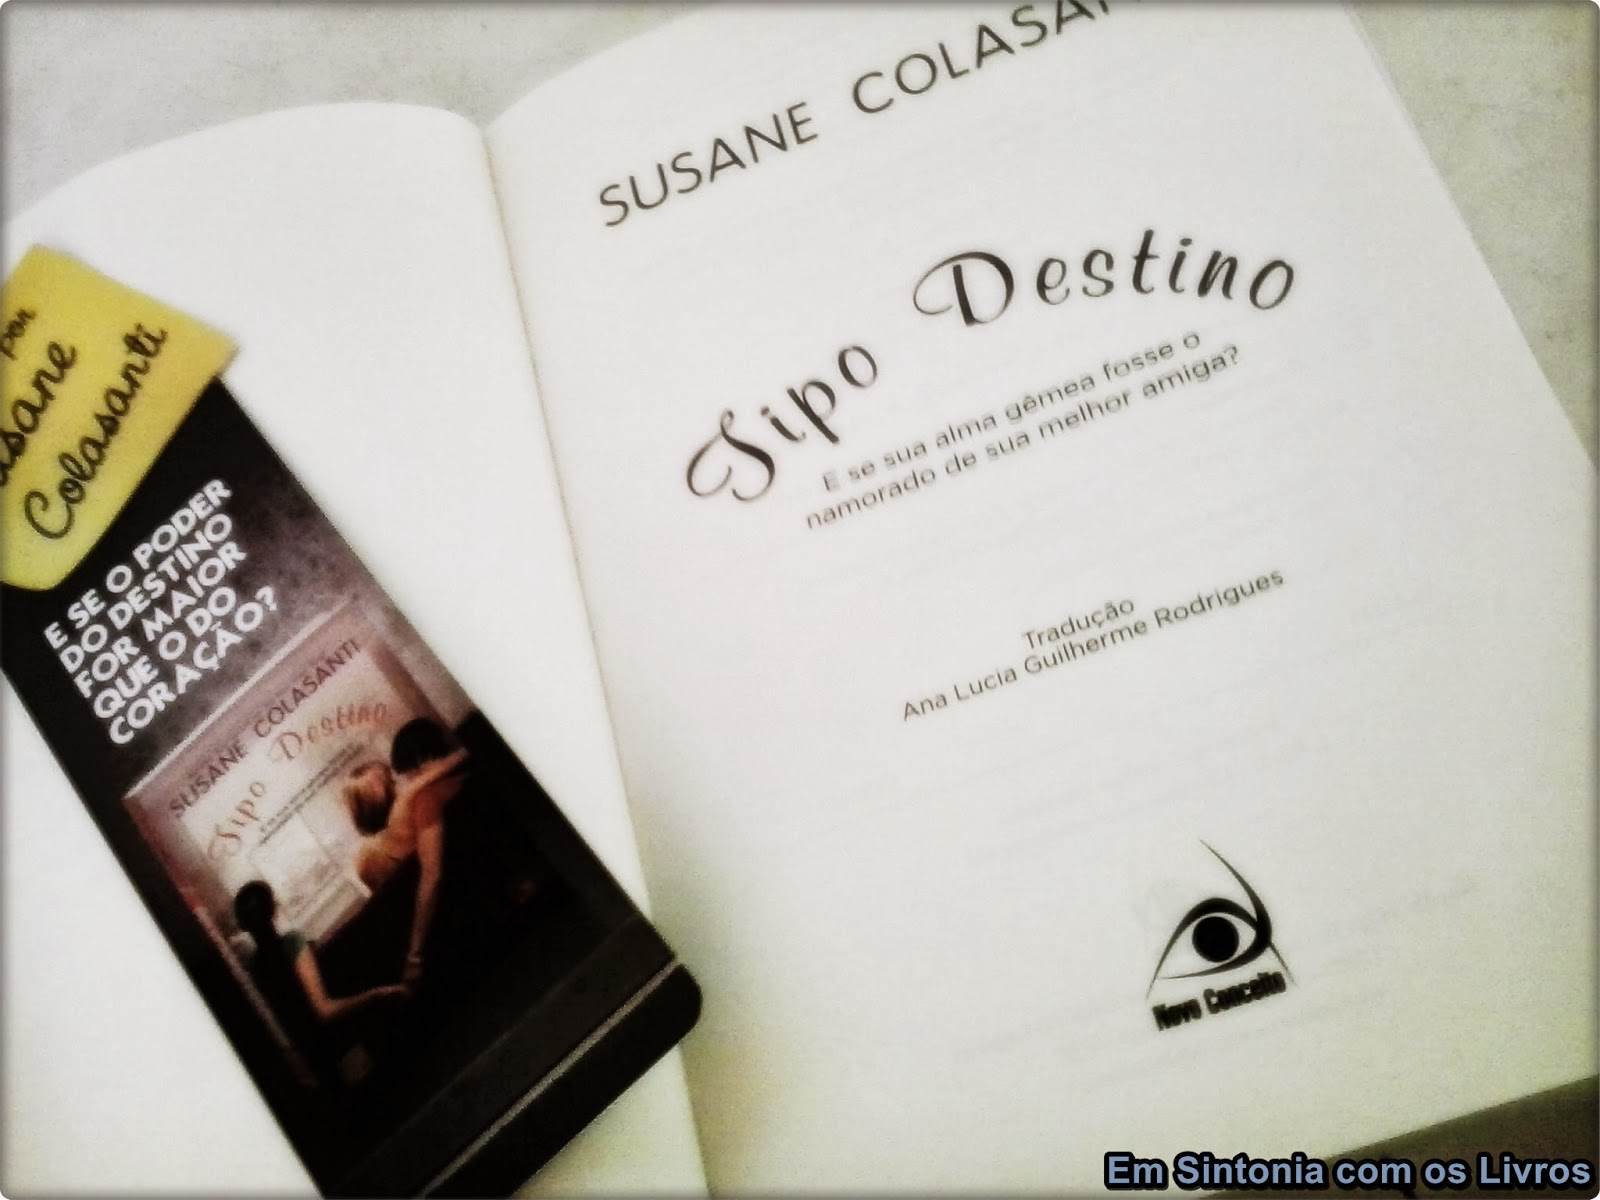 por
Colasanti
E SE O PODER
DO DESTINO
FOR MAIOR
QUE O DO
CORAÇÃO?
SUSANE COLASANTI
Tipo Destino
SUSANE
Tipo Destino
E se sua alma gêmea fosse o
namorado de sua melhor amiga?
Tradução
Ana Lucia Guilherme Rodrigues
Novo Conceito
Em Sintonia com os Livros